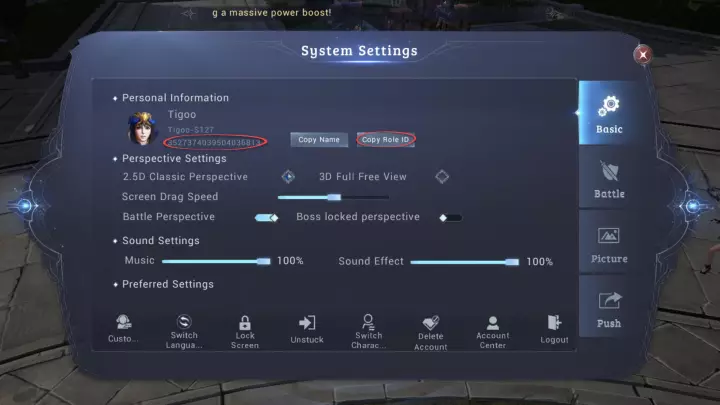 g a massive power boost!
System Settings
Personal Information
Tigoo
Tigoo-S127
Copy Name
Copy Role ID
Basic
Perspective Settings
2.5D Classic Perspective
3D Full Free View
Screen Drag Speed
Battle
Battle Perspective
Boss locked perspective
Sound Settings
Music
100%
Sound Effect
100%
Picture
Preferred Settings
Custo...
Switch
Langua...
Lock
Screen
Unstuck
Switch
Charac...
Delete
Account
Account
Center
Logout
Push